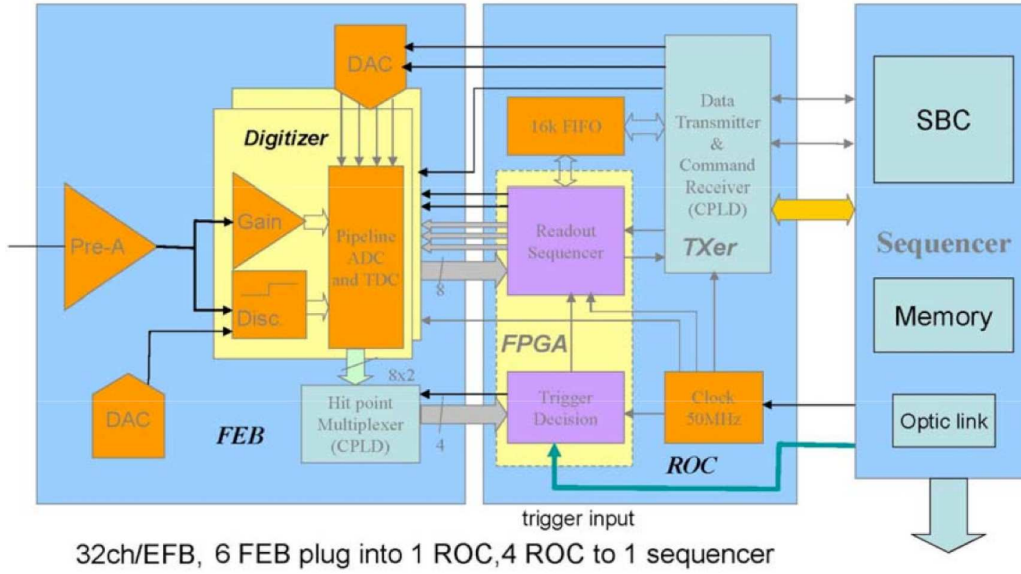 DAC
Digitizer
Pre-A
Gain
Disc.
Pipeline
ADC
and TDC
8
8x2
DAC
FEB
Hit point
Multiplexer
(CPLD)
4
16k FIFO
Readout
Sequencer
FPGA
Trigger
Decision
Data
Transmitter
&
Command
Receiver
(CPLD)
TXer
Clock
50MHz
ROC
trigger input
SBC
Sequencer
Memory
Optic link
32ch/EFB, 6 FEB plug into 1 ROC,4 ROC to 1 sequencer